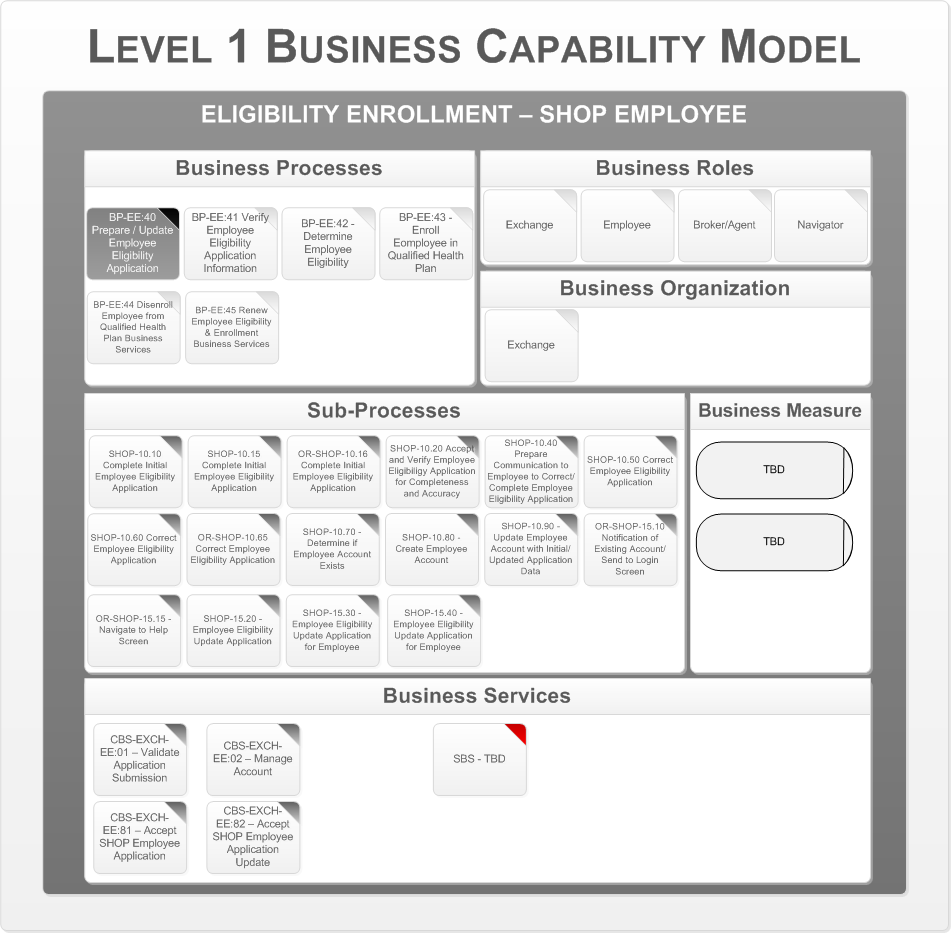 LEVEL 1 BUSINESS CAPABILITY MODEL
ELIGIBILITY ENROLLMENT – SHOP EMPLOYEE
Business Processes
BP-EE:40
Prepare / Update
Employee
Eligibility
Application
BP-EE:41 Verify
Employee
Eligibility
Application
Information
BP-EE:42 -
Determine
Employee
Eligibility
BP-EE:43 -
Enroll
Eomployee in
Qualified Health
Plan
BP-EE:44 Disenroll
Employee from
Qualified Health
Plan Business
Services
BP-EE:45 Renew
Employee Eligibility
& Enrollment
Business Services
Business Roles
Exchange
Employee
Broker/Agent
Navigator
Business Organization
Exchange
Sub-Processes
SHOP-10.10
Complete Initial
Employee Eligibility
Application
SHOP-10.15
Complete Initial
Employee Eligibility
Application
OR-SHOP-10.16
Complete Initial
Employee Eligibility
Application
SHOP-10.20 Accept
and Verify Employee
Eligibiligy Application
for Completeness
and Accuracy
SHOP-10.40
Prepare
Communication to
Employee to Correct/
Complete Employee
Eligibility Application
SHOP-10.50 Correct
Employee Eligibility
Application
SHOP-10.60 Correct
Employee Eligibility
Application
OR-SHOP-10.65
Correct Employee
Eligibility Application
SHOP-10.70 -
Determine if
Employee Account
Exists
SHOP-10.80 -
Create Employee
Account
SHOP-10.90 -
Update Employee
Account with Initial/
Updated Application
Data
OR-SHOP-15.10
Notification of
Existing Account/
Send to Login
Screen
OR-SHOP-15.15 -
Navigate to Help
Screen
SHOP-15.20 -
Employee Eligibility
Update Application
SHOP-15.30 -
Employee Eligibility
Update Application
for Employee
SHOP-15.40 -
Employee Eligibility
Update Application
for Employee
Business Measure
TBD
TBD
Business Services
CBS-EXCH-
EE:01 – Validate
Application
Submission
CBS-EXCH-
EE:02 – Manage
Account
SBS - TBD
CBS-EXCH-
EE:81 – Accept
SHOP Employee
Application
CBS-EXCH-
EE:82 – Accept
SHOP Employee
Application
Update